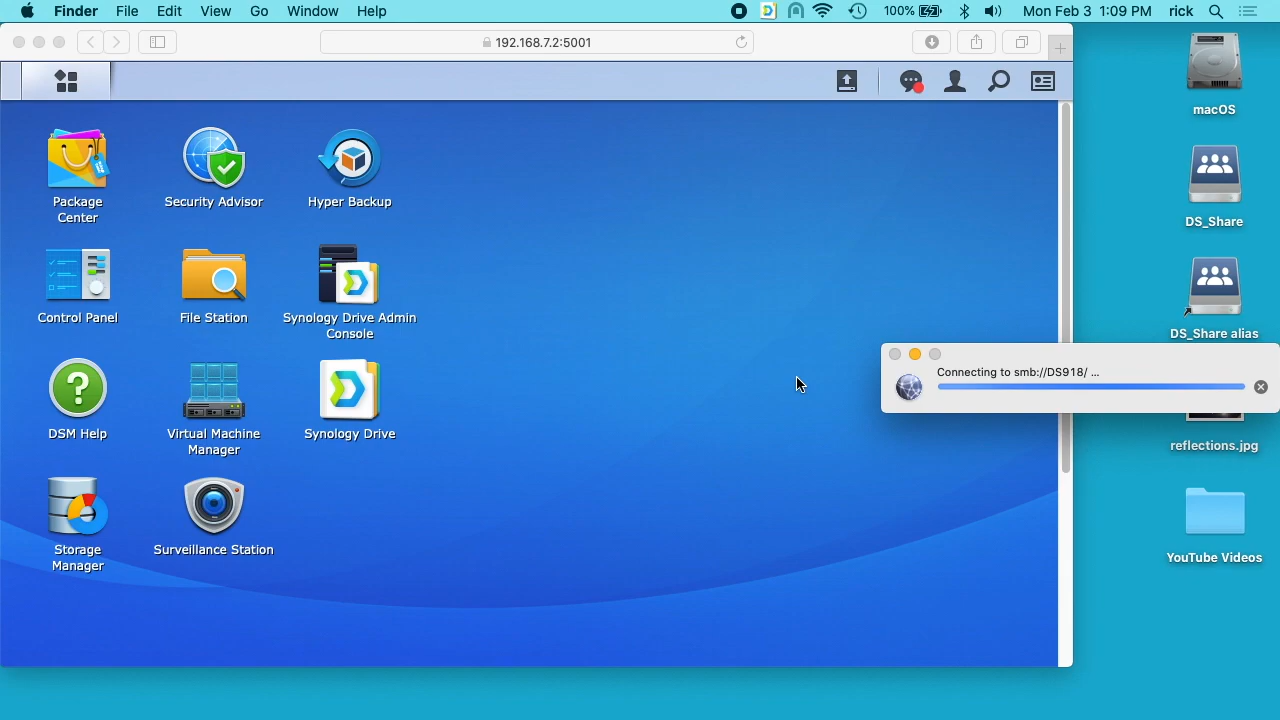 Finder File Edit View Go Window Help 100% Mon Feb 3 1:09 PM rick
192.168.7.2:5001
macOS
Package
Center
Security Advisor
Hyper Backup
DS_Share
Control Panel
File Station
Synology Drive Admin
Console
DS_Share alias
Connecting to smb://DS918/ ...
DSM Help
Virtual Machine
Manager
Synology Drive
reflections.jpg
Storage
Manager
Surveillance Station
YouTube Videos